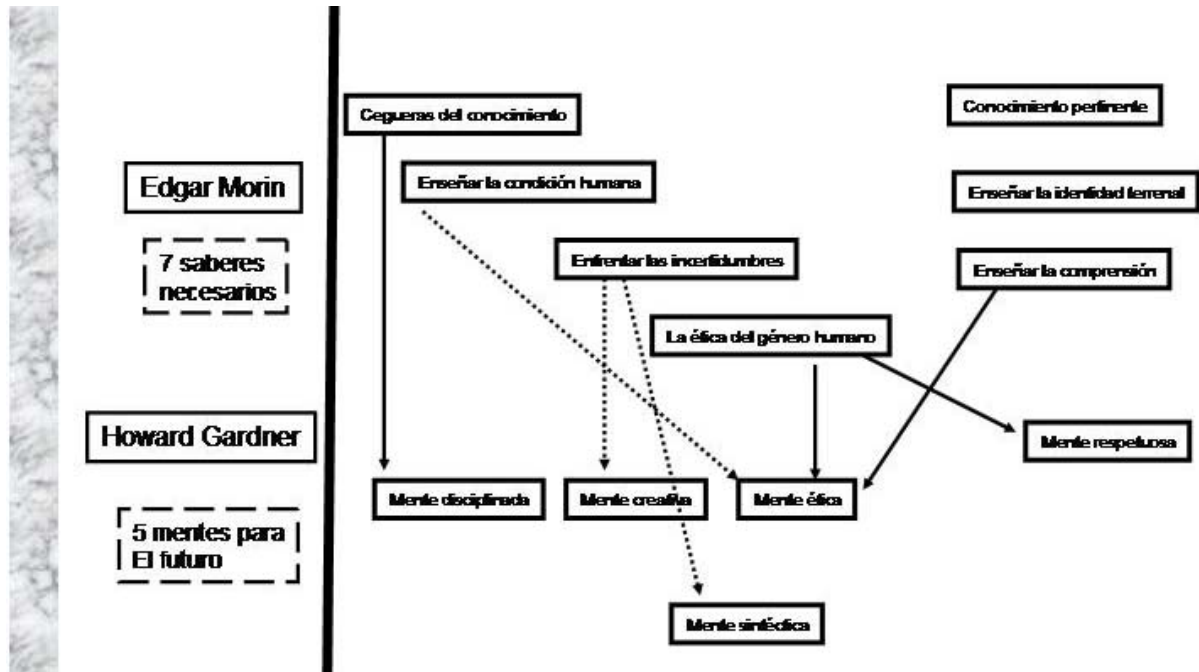 Cegueras del conocimiento
Conocimiento pertinente
Edgar Morin
Enseñar la condición humana
Enseñar la identidad terrenal
7 saberes
necesarios
Enfrentar las incertidumbres
Enseñar la comprensión
La ética del género humano
Howard Gardner
Mente respetuosa
Mente disciplinada
Mente creativa
Mente ética
5 mentes para
El futuro
Mente sintéctica